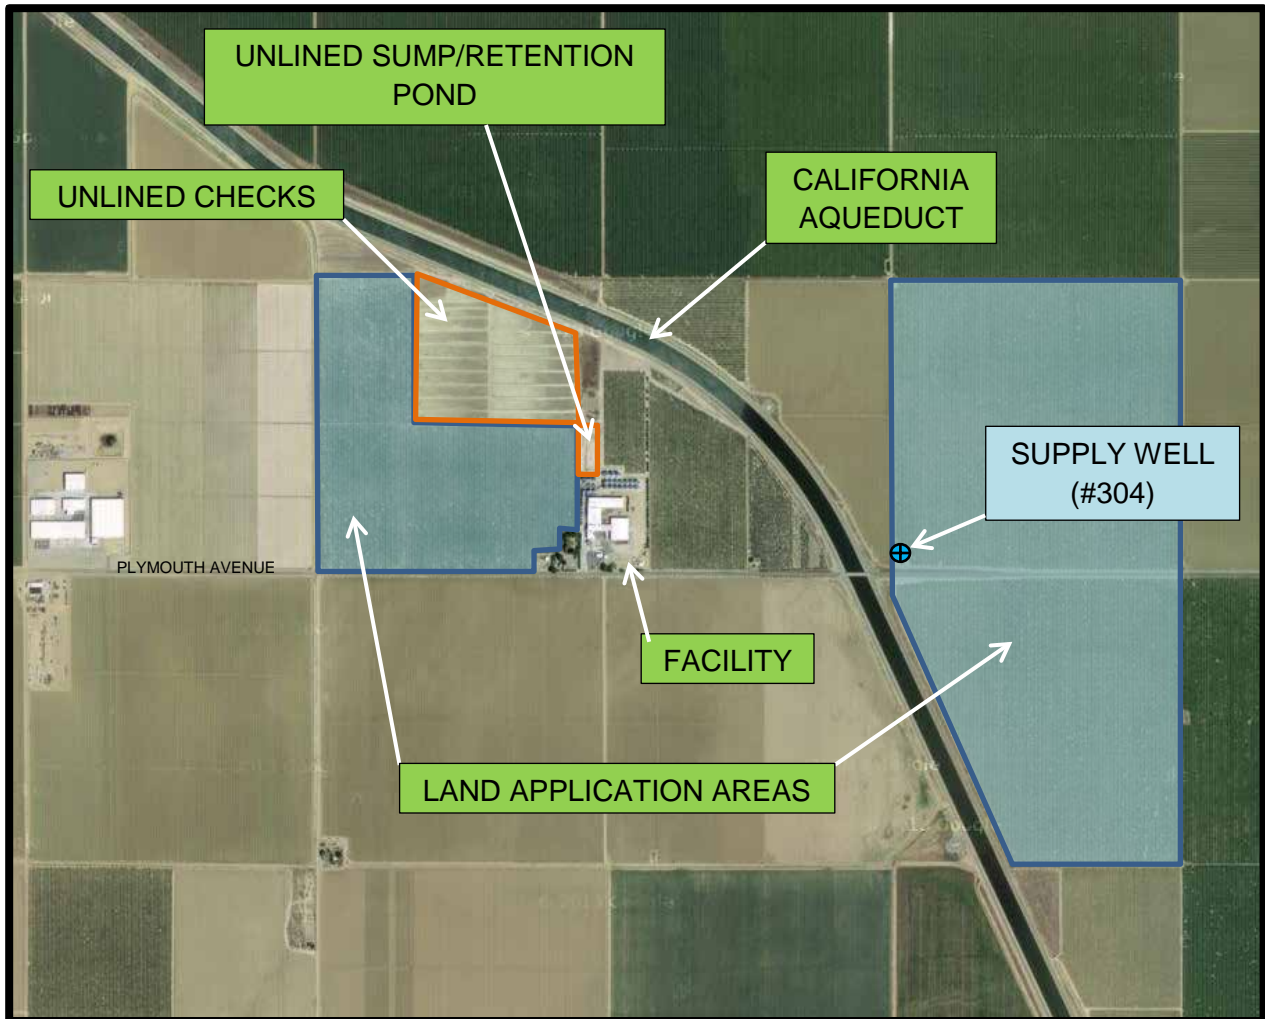 UNLINED SUMP/RETENTION
POND
UNLINED CHECKS
CALIFORNIA
AQUEDUCT
SUPPLY WELL
(#304)
PLYMOUTH AVENUE
FACILITY
LAND APPLICATION AREAS